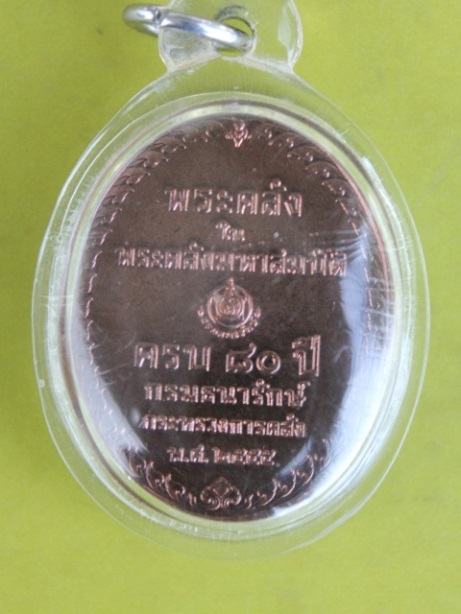 พระคลัง
ใน
พระคลังมหาสมบัติ
ครบ ๘๐ ปี
กรมธนารักษ์
กระทรวงการคลัง
พ.ศ.๒๕๕๕